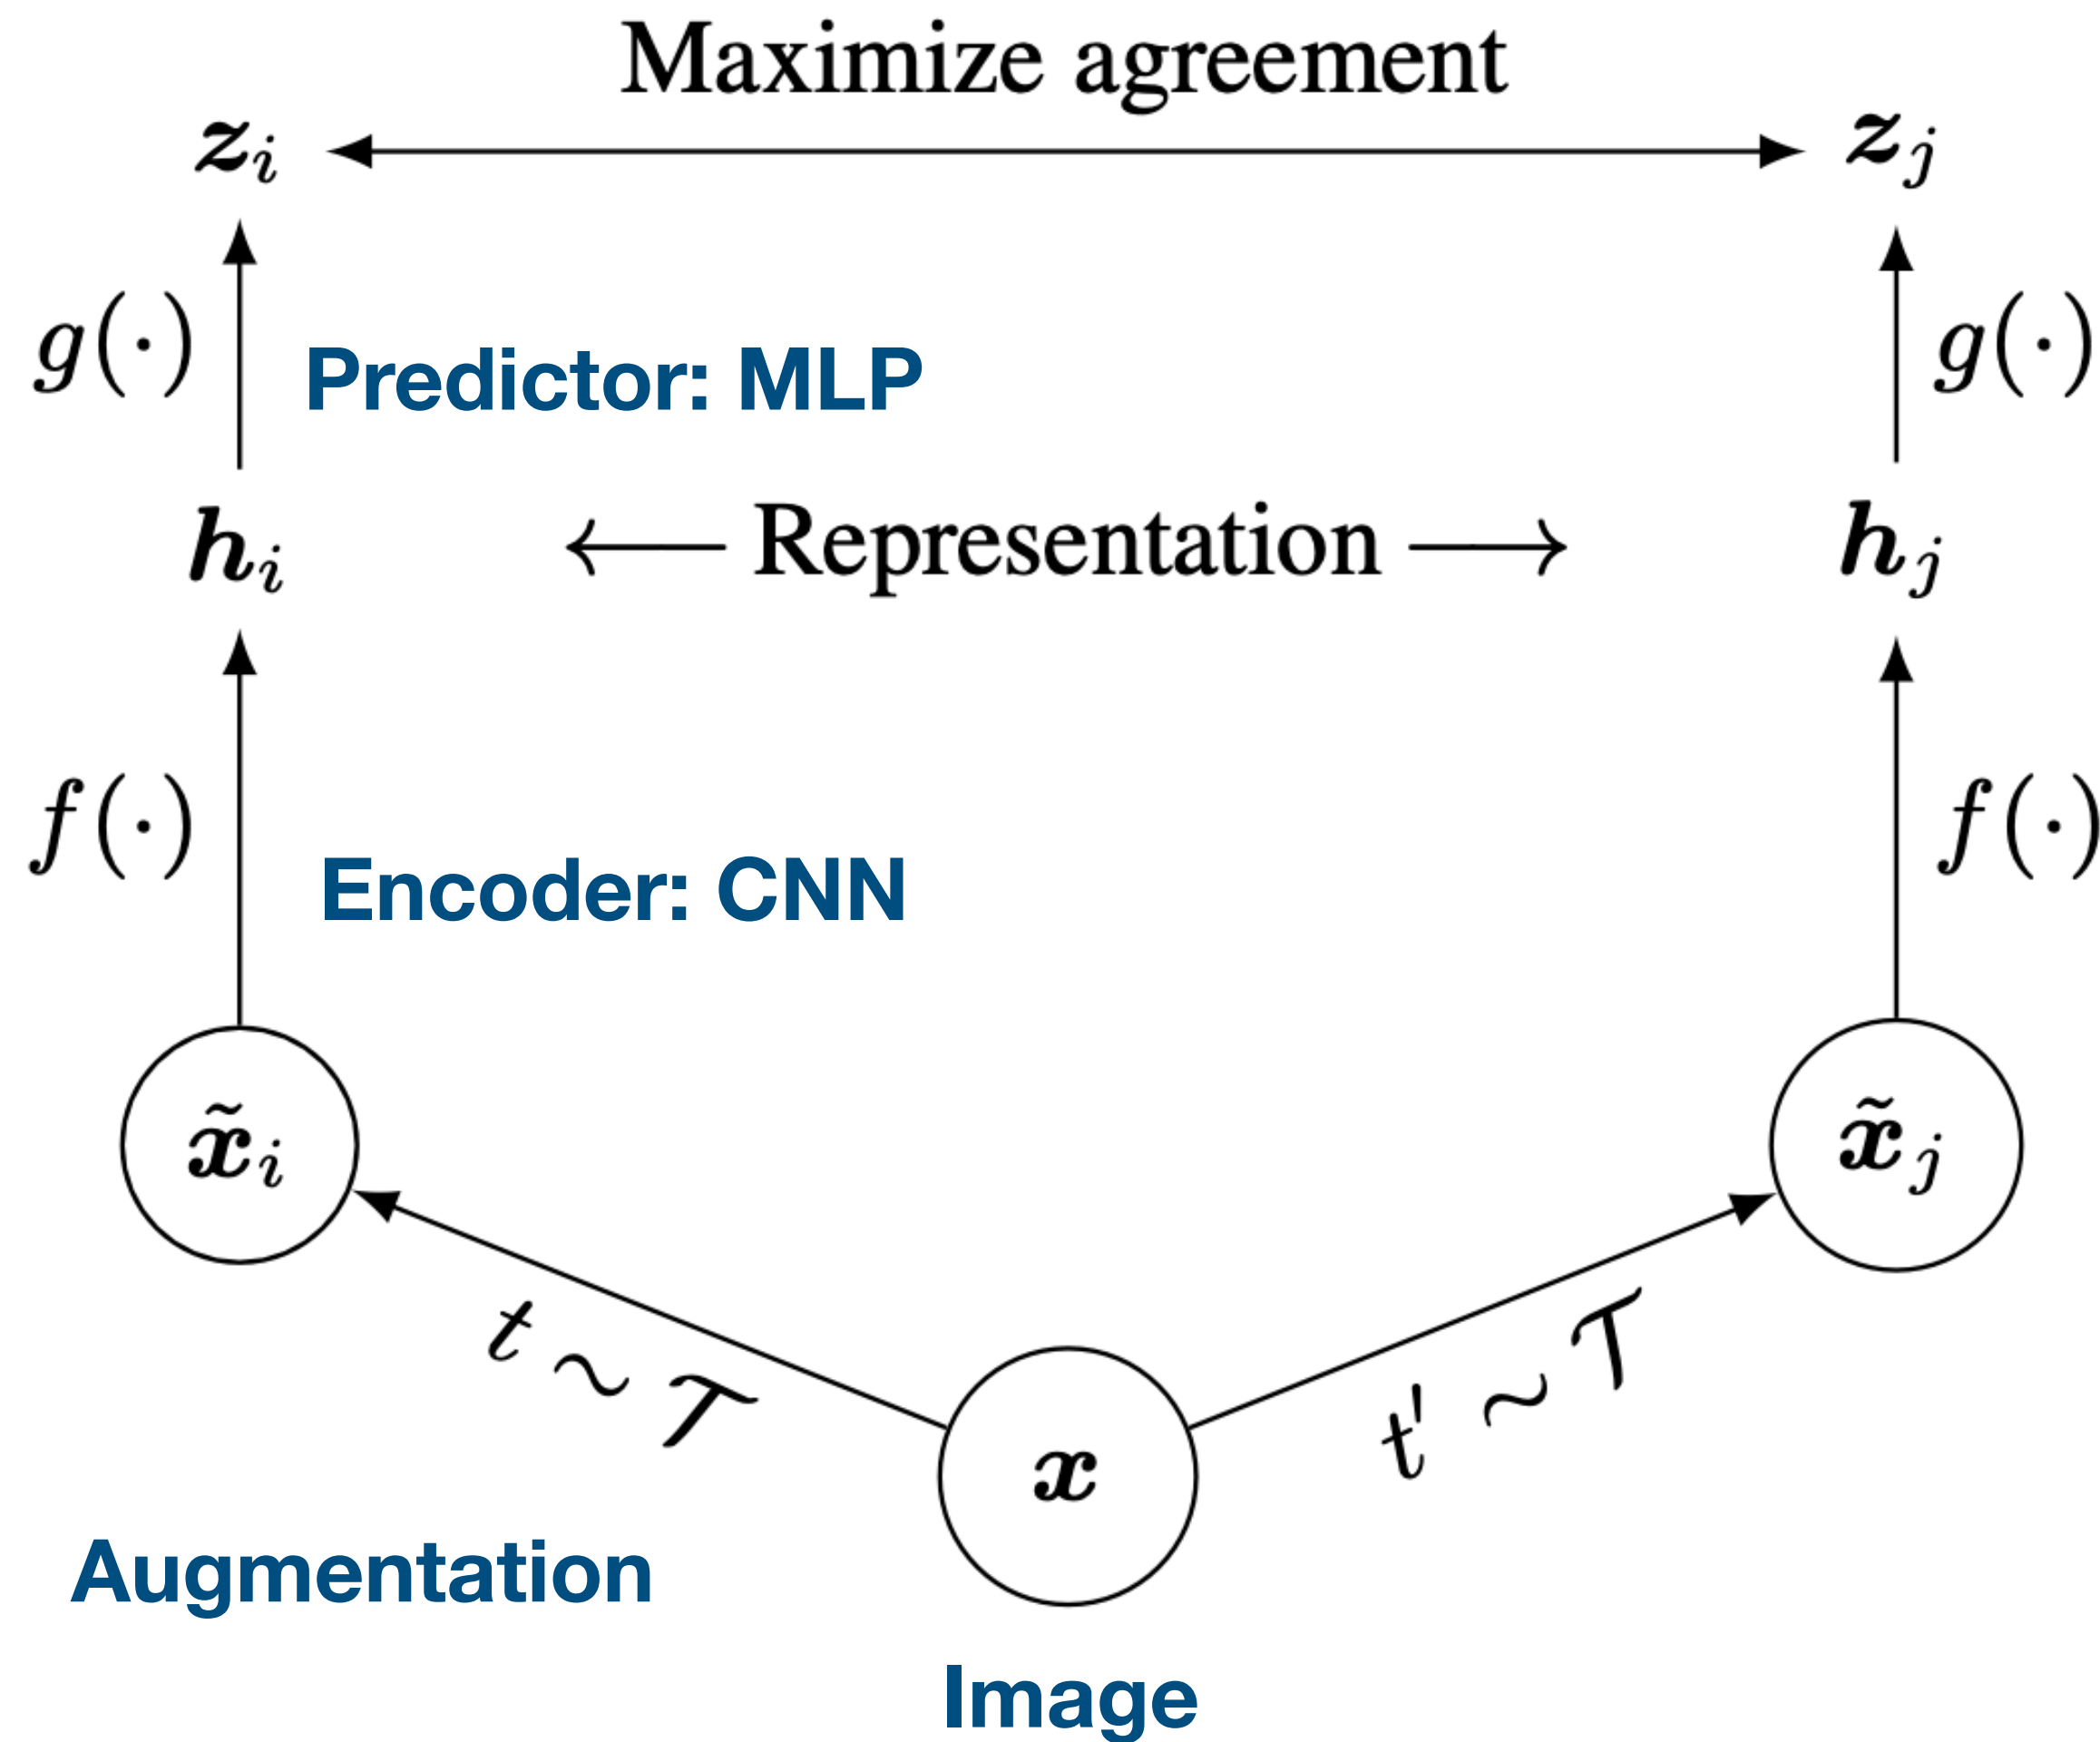 Maximize agreement
z_i z_j
g(·) Predictor: MLP g(·)
h_i ← Representation → h_j
f(·) Encoder: CNN f(·)
x̃_i x̃_j
t ∼ 𝒯 t′ ∼ 𝒯
x
Augmentation
Image